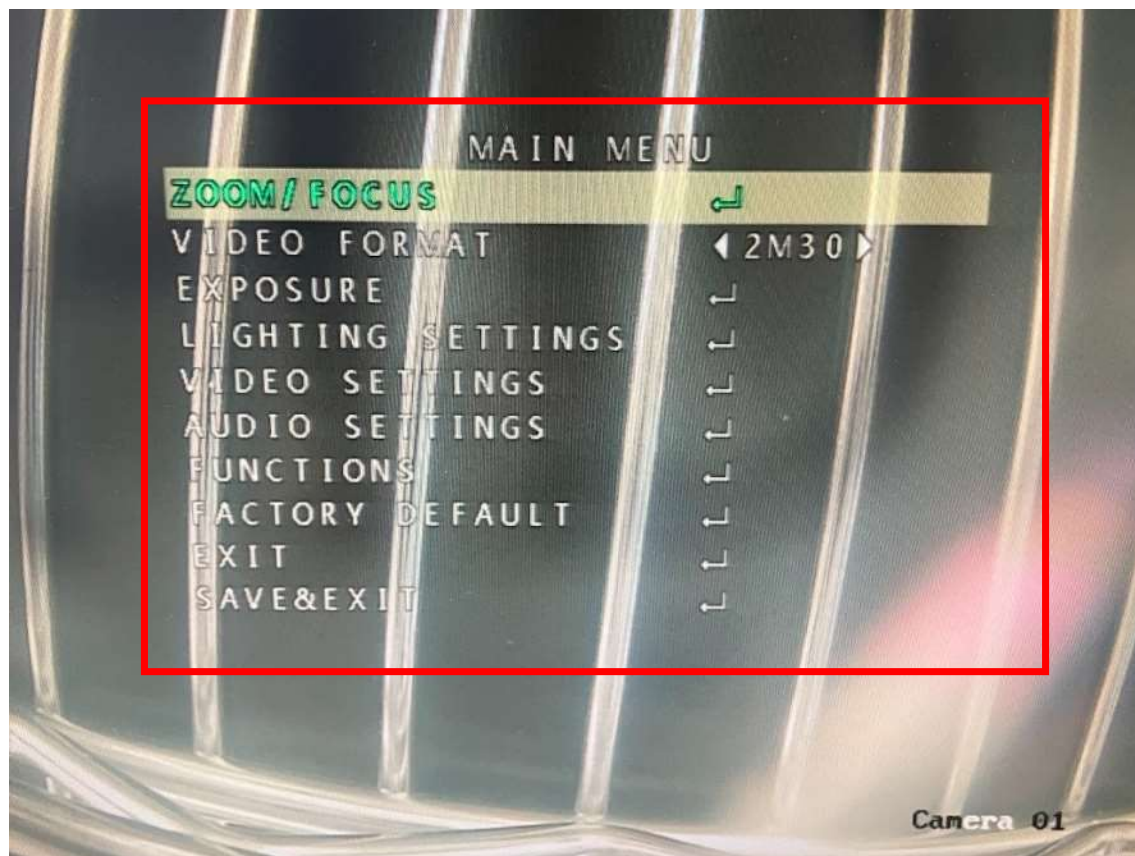 MAIN MENU
ZOOM/FOCUS
VIDEO FORMAT 2M30
EXPOSURE
LIGHTING SETTINGS
VIDEO SETTINGS
AUDIO SETTINGS
FUNCTIONS
FACTORY DEFAULT
EXIT
SAVE&EXIT
Camera 01